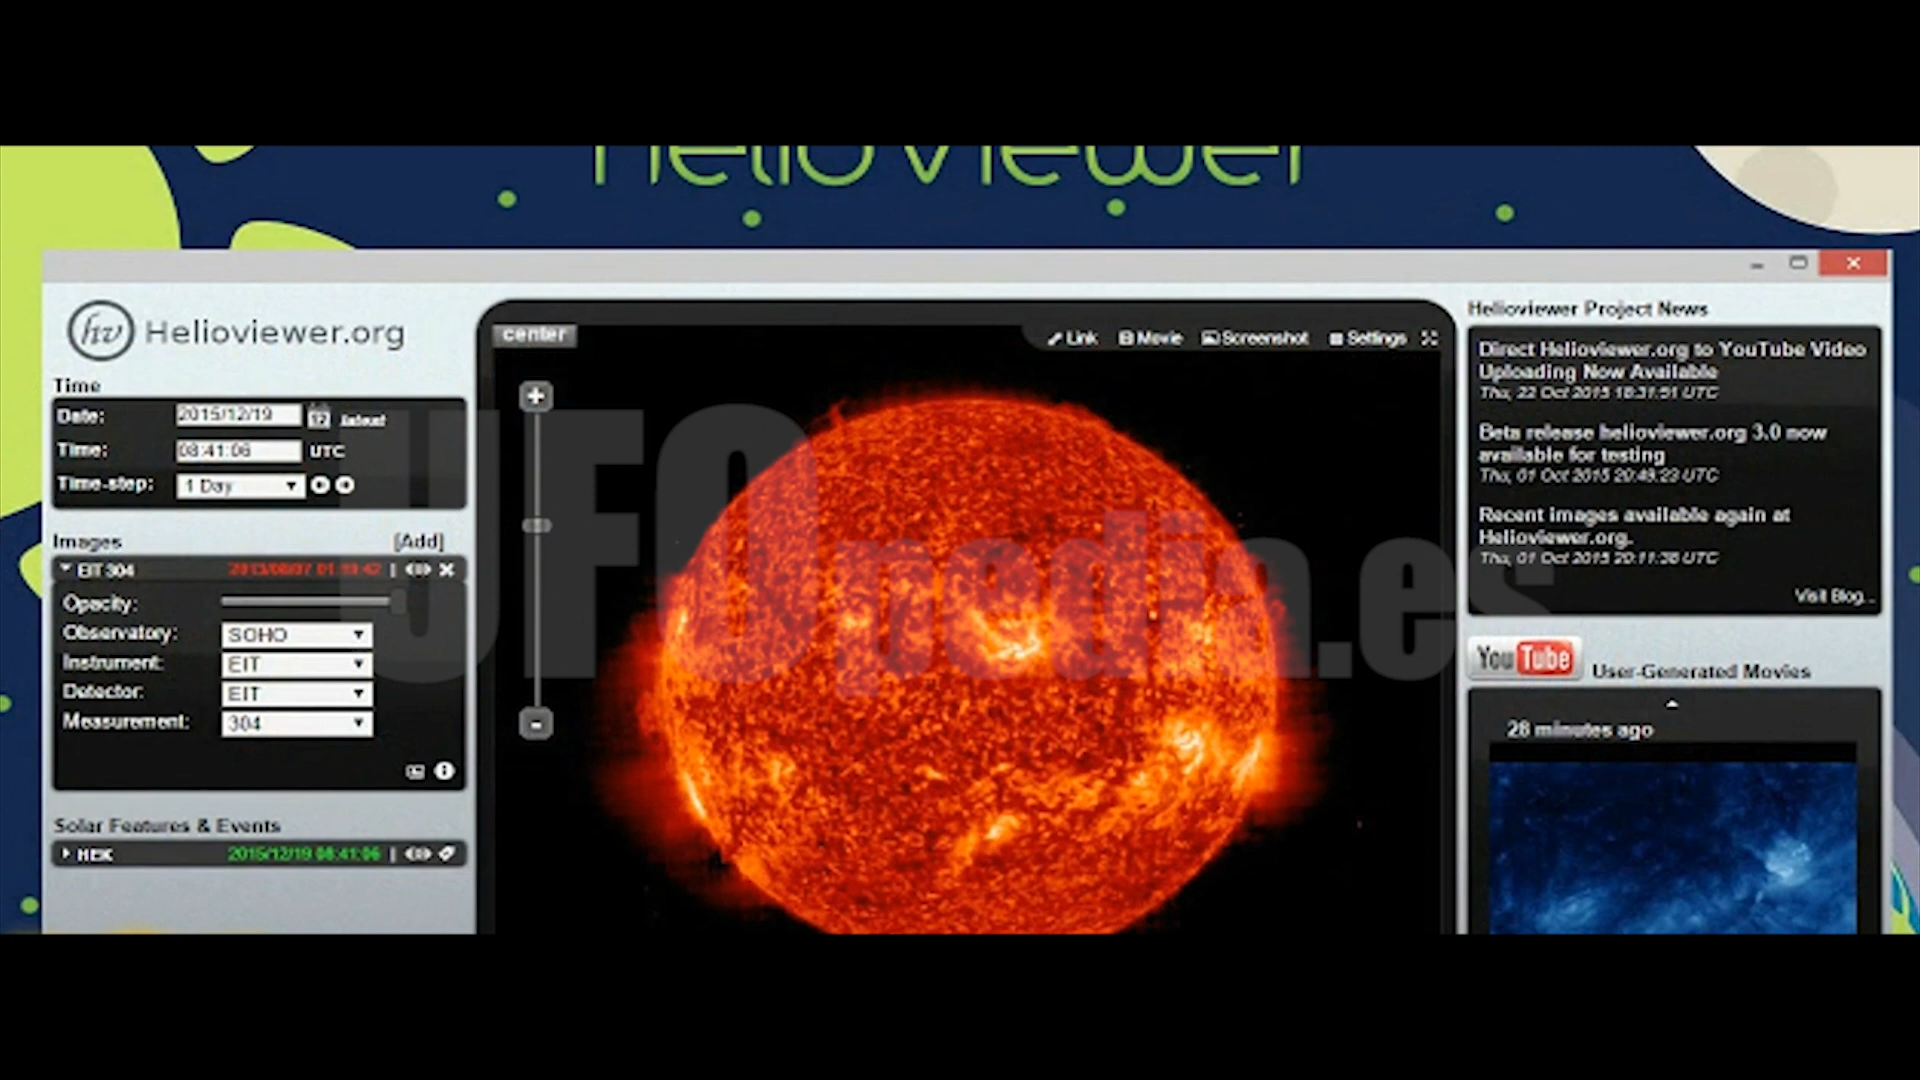 HelioViewer
Helioviewer.org
Time
Date: 2015/12/19 latest
Time: 08:41:06 UTC
Time-step: 1 Day
Images [Add]
EIT 304
Opacity:
Observatory: SOHO
Instrument: EIT
Detector: EIT
Measurement: 304
Solar Features & Events
HEK 2015/12/19 08:41:06
center
Link Movie Screenshot Settings
UFOpedia.es
Helioviewer Project News
Direct Helioviewer.org to YouTube Video
Uploading Now Available
Thu, 22 Oct 2015 18:31:51 UTC
Beta release helioviewer.org 3.0 now
available for testing
Thu, 01 Oct 2015 20:49:23 UTC
Recent images available again at
Helioviewer.org.
Thu, 01 Oct 2015 20:11:38 UTC
Visit Blog...
YouTube User-Generated Movies
28 minutes ago